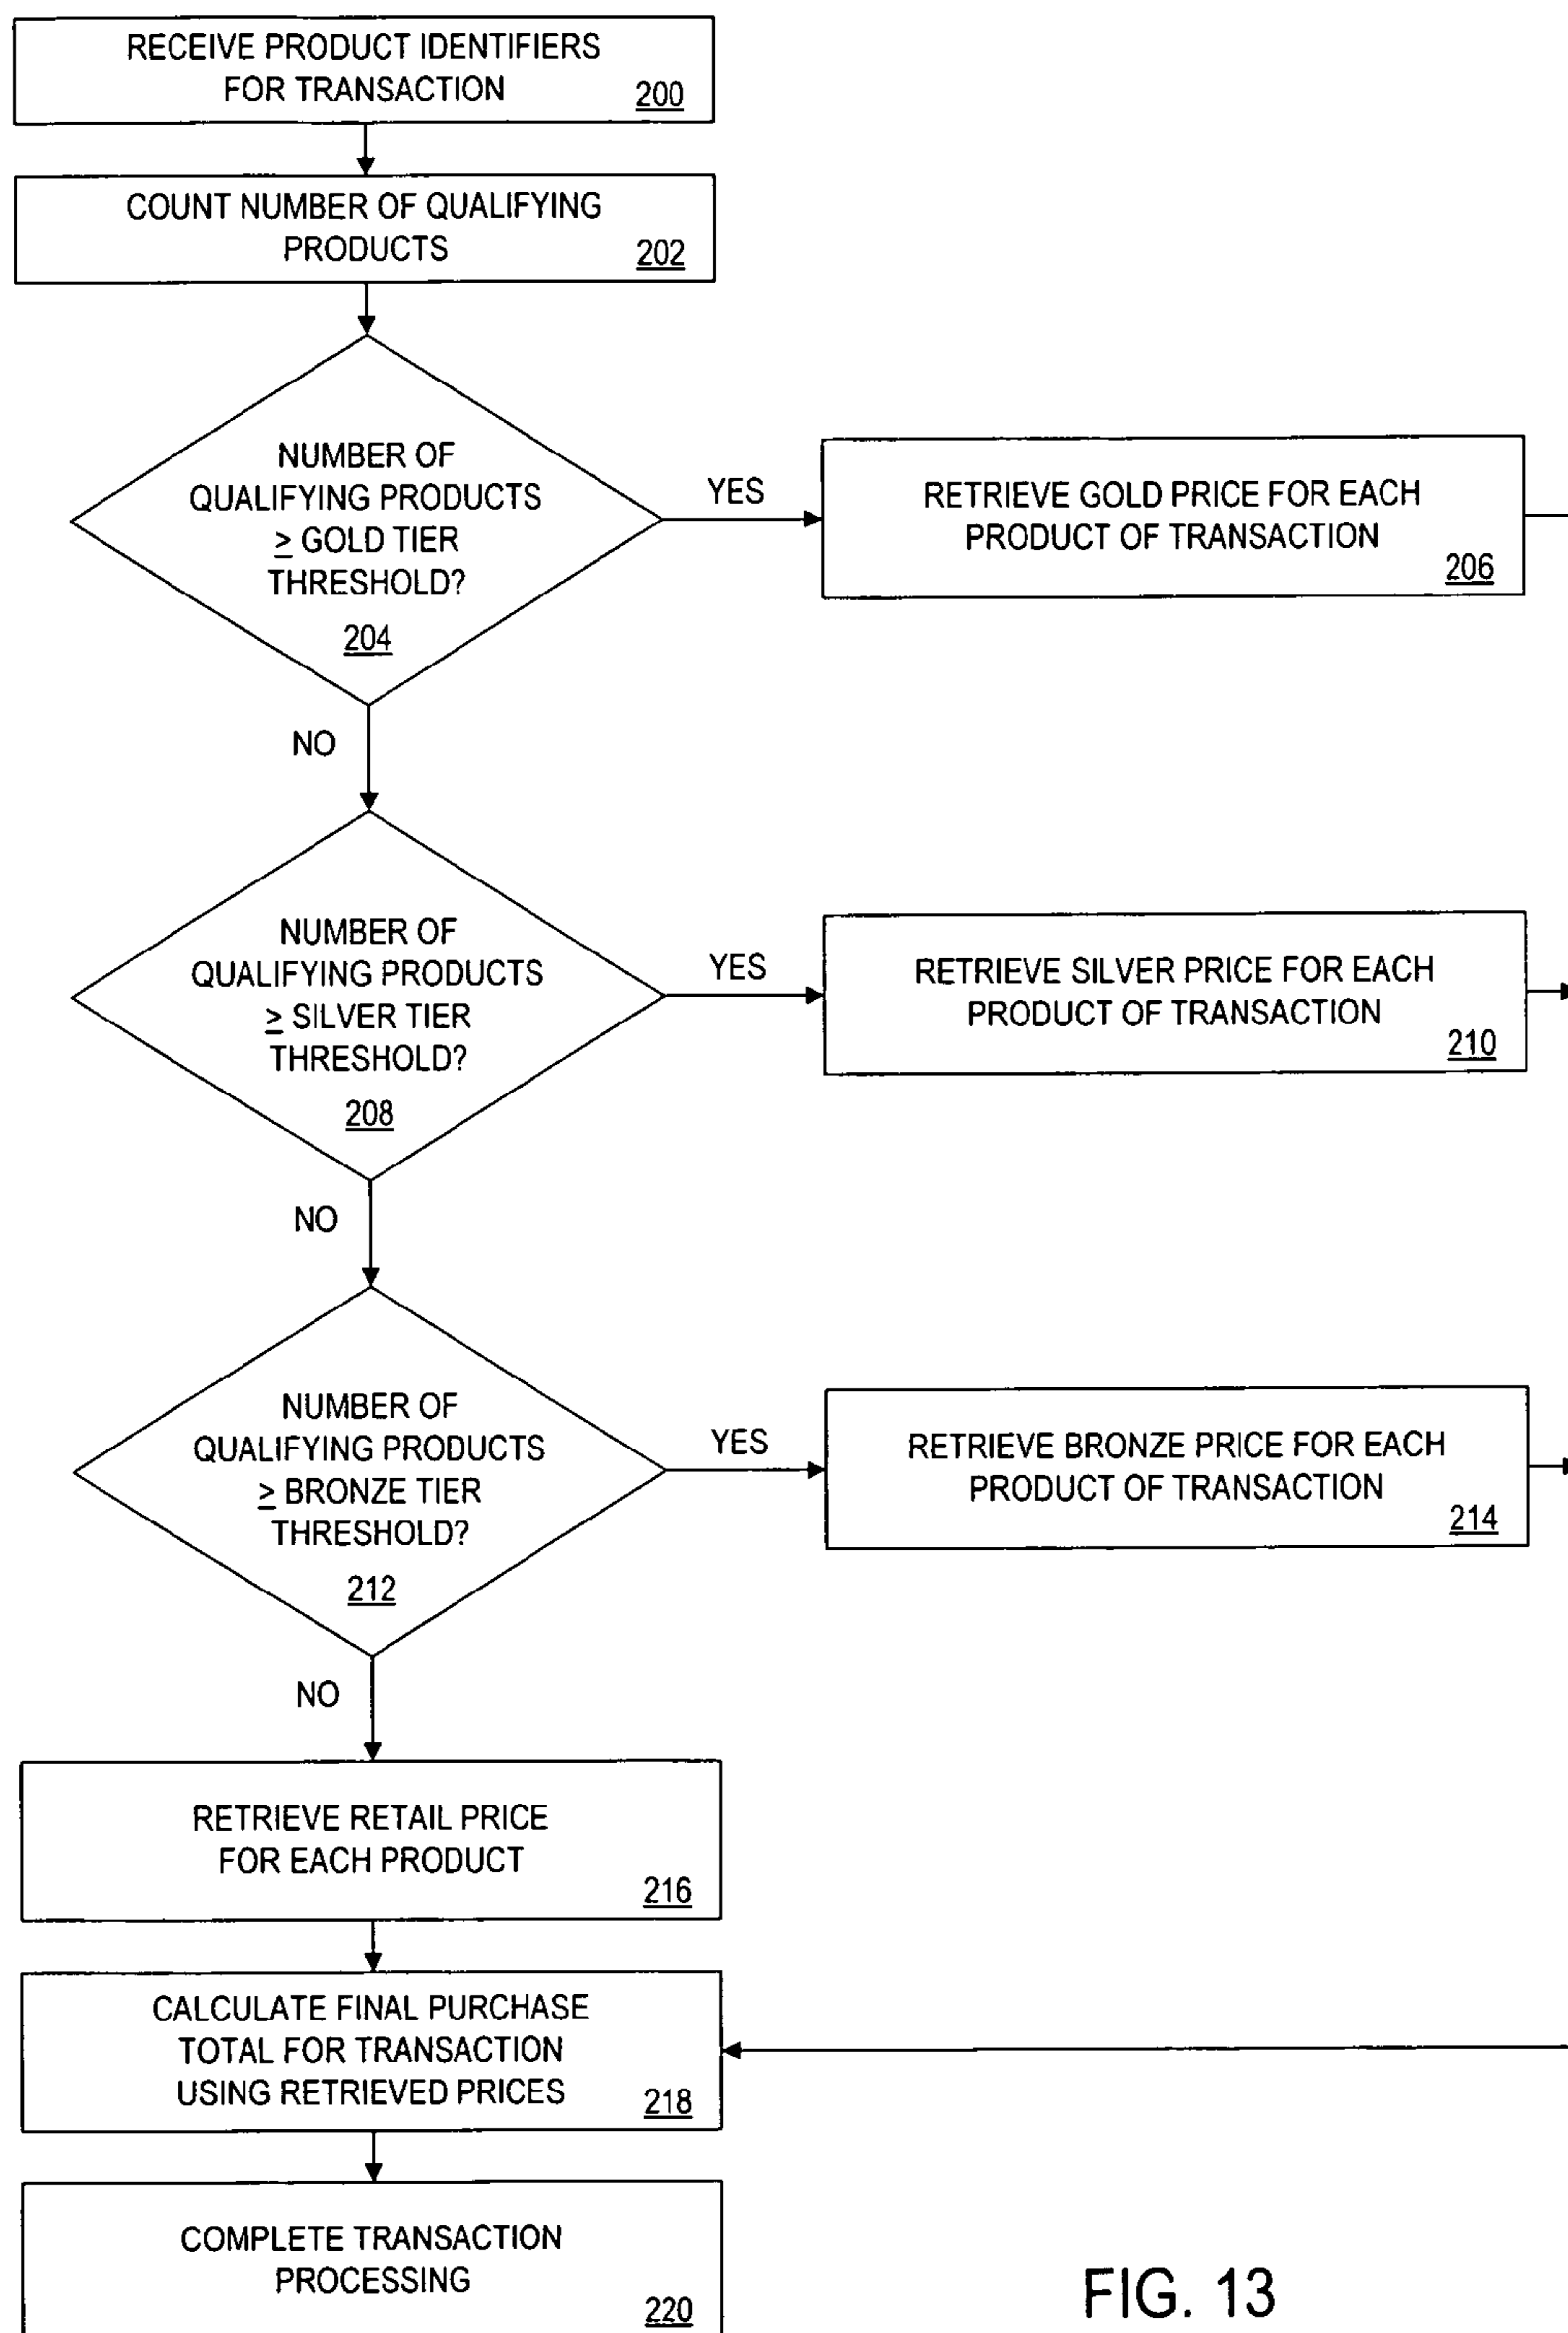 RECEIVE PRODUCT IDENTIFIERS
FOR TRANSACTION
200
COUNT NUMBER OF QUALIFYING
PRODUCTS
202
NUMBER OF
QUALIFYING PRODUCTS
≥ GOLD TIER
THRESHOLD?
204
YES
RETRIEVE GOLD PRICE FOR EACH
PRODUCT OF TRANSACTION
206
NO
NUMBER OF
QUALIFYING PRODUCTS
≥ SILVER TIER
THRESHOLD?
208
YES
RETRIEVE SILVER PRICE FOR EACH
PRODUCT OF TRANSACTION
210
NO
NUMBER OF
QUALIFYING PRODUCTS
≥ BRONZE TIER
THRESHOLD?
212
YES
RETRIEVE BRONZE PRICE FOR EACH
PRODUCT OF TRANSACTION
214
NO
RETRIEVE RETAIL PRICE
FOR EACH PRODUCT
216
CALCULATE FINAL PURCHASE
TOTAL FOR TRANSACTION
USING RETRIEVED PRICES
218
COMPLETE TRANSACTION
PROCESSING
220
FIG. 13